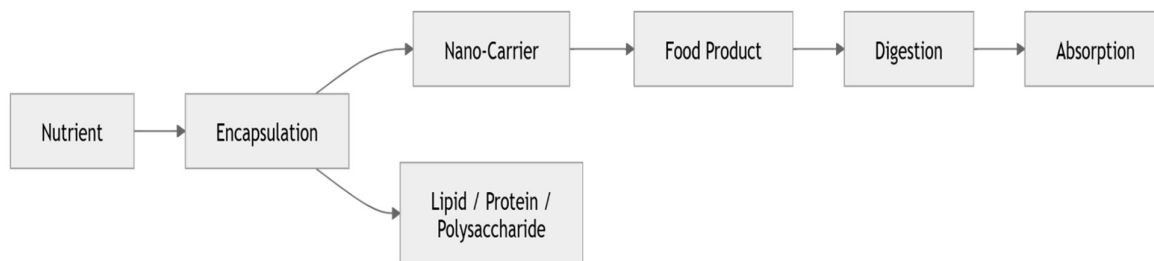 Nutrient
Encapsulation
Nano-Carrier
Food Product
Digestion
Absorption
Lipid / Protein /
Polysaccharide